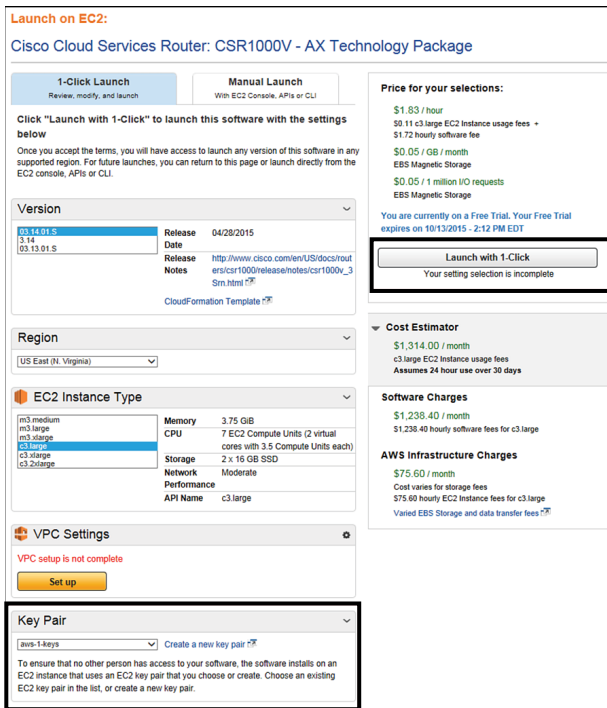 Launch on EC2:
Cisco Cloud Services Router: CSR1000V - AX Technology Package
1-Click Launch
Review, modify, and launch
Manual Launch
With EC2 Console, APIs or CLI
Click "Launch with 1-Click" to launch this software with the settings
below
Once you accept the terms, you will have access to launch any version of this software in any
supported region. For future launches, you can return to this page or launch directly from the
EC2 console, APIs or CLI.
Version
03.14.01.S
3.14
03.13.01.S
Release Date
04/28/2015
Release Notes
http://www.cisco.com/en/US/docs/rout
ers/csr1000/release/notes/csr1000v_3
Srn.html
CloudFormation Template
Region
US East (N. Virginia)
EC2 Instance Type
m3.medium
m3.large
m3.xlarge
c3.large
c3.xlarge
c3.2xlarge
Memory
3.75 GiB
CPU
7 EC2 Compute Units (2 virtual
cores with 3.5 Compute Units each)
Storage
2 x 16 GB SSD
Network Performance
Moderate
API Name
c3.large
VPC Settings
VPC setup is not complete
Set up
Key Pair
aws-1-keys
Create a new key pair
To ensure that no other person has access to your software, the software installs on an
EC2 instance that uses an EC2 key pair that you choose or create. Choose an existing
EC2 key pair in the list, or create a new key pair.
Price for your selections:
$1.83 / hour
$0.11 c3.large EC2 Instance usage fees +
$1.72 hourly software fee
$0.05 / GB / month
EBS Magnetic Storage
$0.05 / 1 million I/O requests
EBS Magnetic Storage
You are currently on a Free Trial. Your Free Trial
expires on 10/13/2015 - 2:12 PM EDT
Launch with 1-Click
Your setting selection is incomplete
Cost Estimator
$1,314.00 / month
c3.large EC2 Instance usage fees
Assumes 24 hour use over 30 days
Software Charges
$1,238.40 / month
$1,238.40 hourly software fees for c3.large
AWS Infrastructure Charges
$75.60 / month
Cost varies for storage fees
$75.60 hourly EC2 Instance fees for c3.large
Varied EBS Storage and data transfer fees